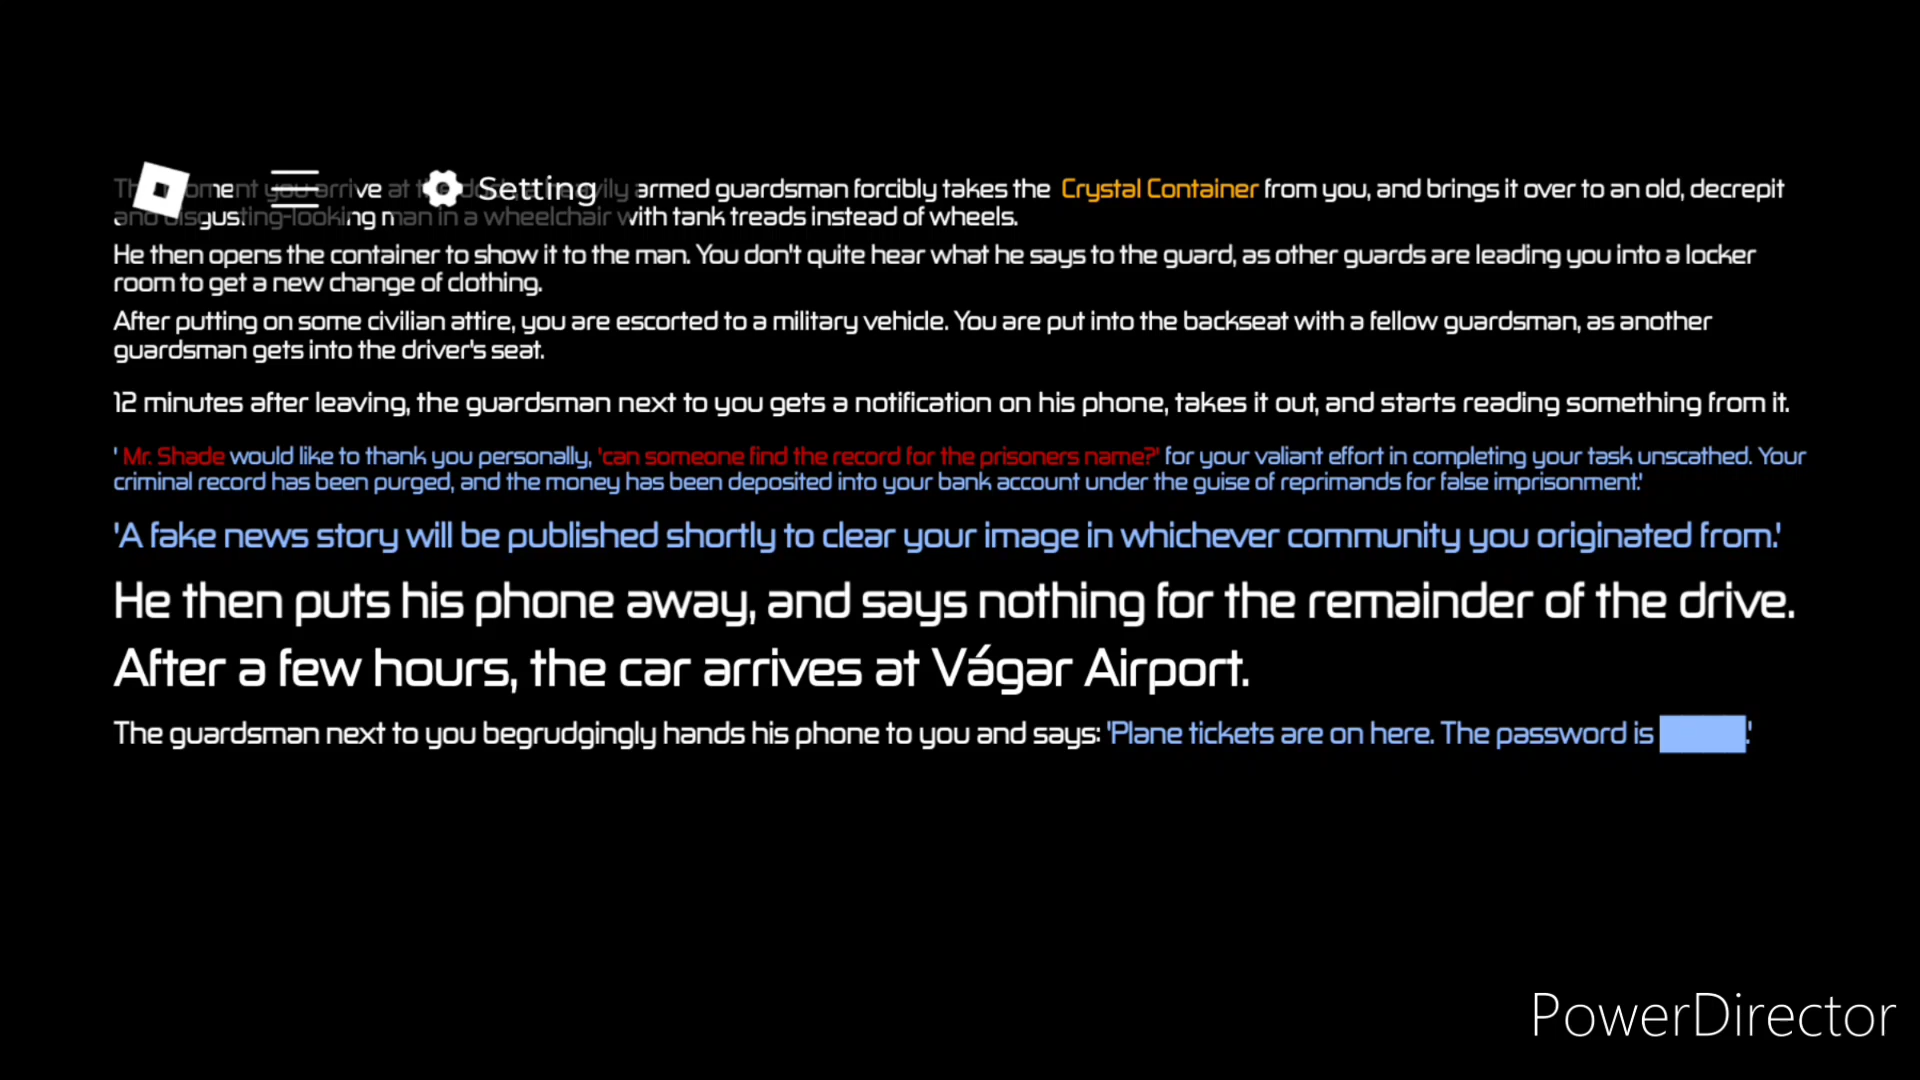 The moment you arrive at the dock, a heavily armed guardsman forcibly takes the Crystal Container from you, and brings it over to an old, decrepit
and disgusting-looking man in a wheelchair with tank treads instead of wheels.
Setting
He then opens the container to show it to the man. You don't quite hear what he says to the guard, as other guards are leading you into a locker
room to get a new change of clothing.
After putting on some civilian attire, you are escorted to a military vehicle. You are put into the backseat with a fellow guardsman, as another
guardsman gets into the driver's seat.
12 minutes after leaving, the guardsman next to you gets a notification on his phone, takes it out, and starts reading something from it.
' Mr. Shade would like to thank you personally, 'can someone find the record for the prisoners name?' for your valiant effort in completing your task unscathed. Your
criminal record has been purged, and the money has been deposited into your bank account under the guise of reprimands for false imprisonment.'
'A fake news story will be published shortly to clear your image in whichever community you originated from.'
He then puts his phone away, and says nothing for the remainder of the drive.
After a few hours, the car arrives at Vágar Airport.
The guardsman next to you begrudgingly hands his phone to you and says: 'Plane tickets are on here. The password is .'
PowerDirector